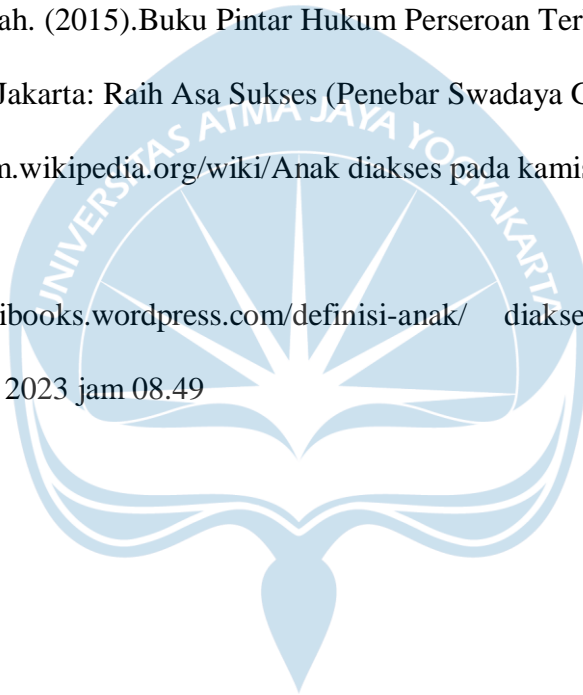 ah. (2015).Buku Pintar Hukum Perseroan Ter
Jakarta: Raih Asa Sukses (Penebar Swadaya G
UNIVERSITAS ATMA JAYA YOGYAKARTA
m.wikipedia.org/wiki/Anak diakses pada kamis
ibooks.wordpress.com/definisi-anak/ diakse
2023 jam 08.49